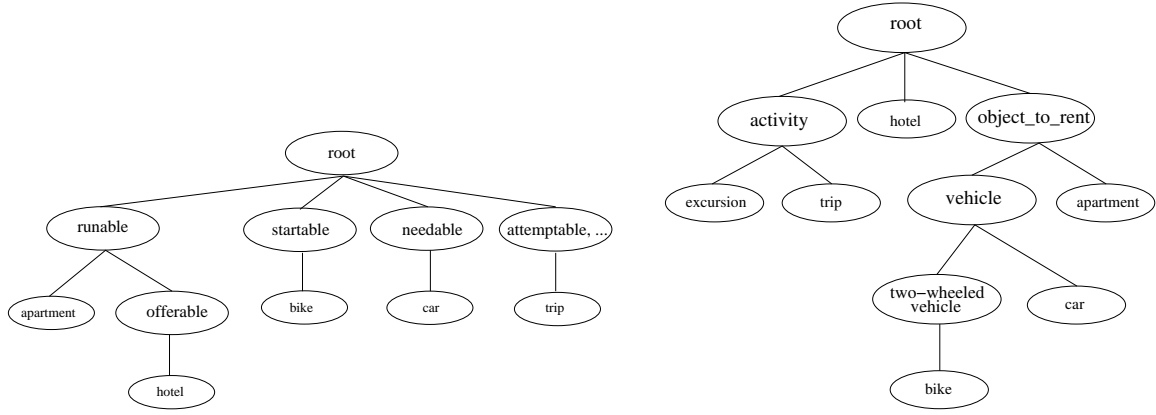 root
runable
startable
needable
attemptable, ...
apartment
offerable
bike
car
trip
hotel
root
activity
hotel
object_to_rent
excursion
trip
vehicle
apartment
two−wheeled
vehicle
car
bike